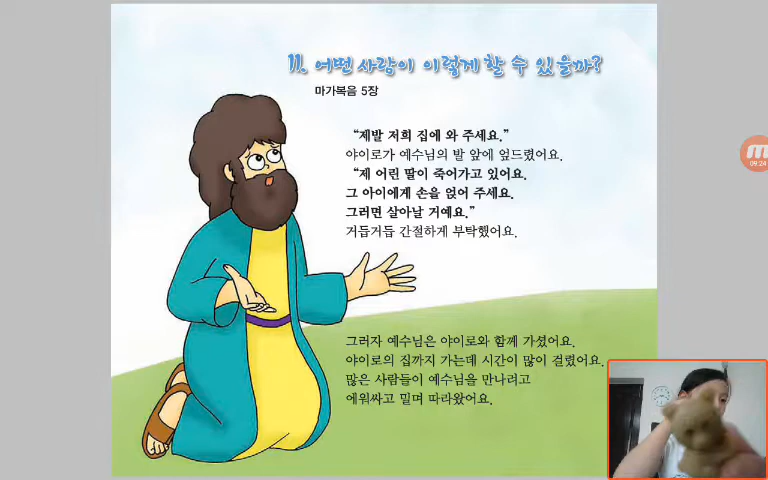 11. 어떤 사람이 이렇게 할 수 있을까?
마가복음 5장
“제발 저희 집에 와 주세요.”
야이로가 예수님의 발 앞에 엎드렸어요.
“제 어린 딸이 죽어가고 있어요.
그 아이에게 손을 얹어 주세요.
그러면 살아날 거예요.”
거듭거듭 간절하게 부탁했어요.
그러자 예수님은 야이로와 함께 가셨어요.
야이로의 집까지 가는데 시간이 많이 걸렸어요.
많은 사람들이 예수님을 만나려고
에워싸고 밀며 따라왔어요.
09:24